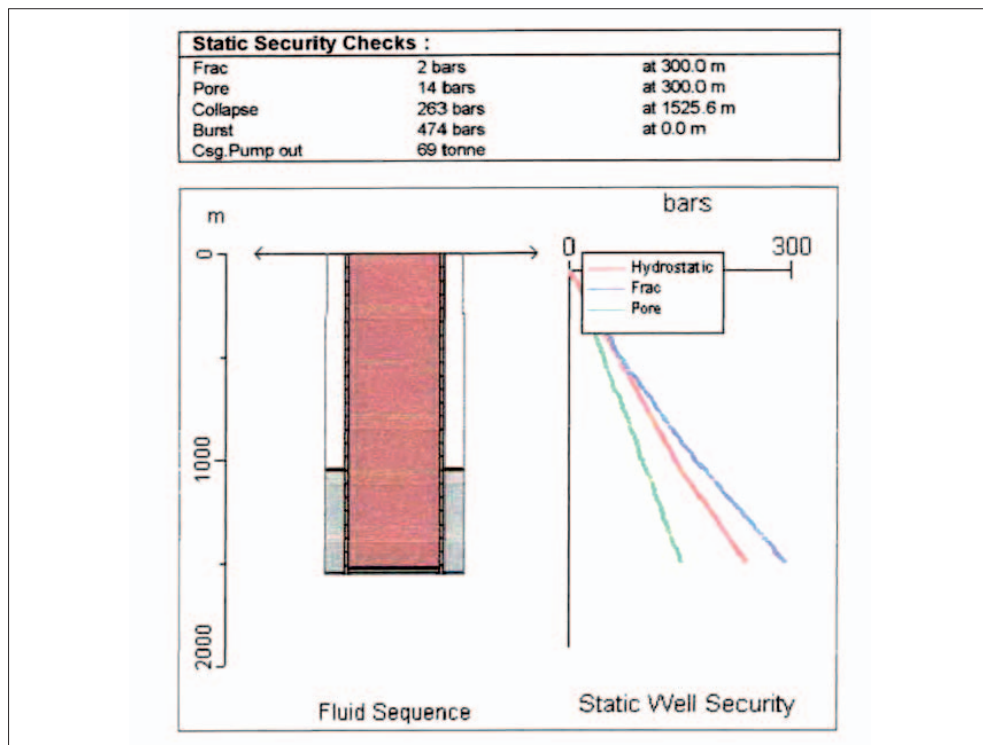 Static Security Checks :
Frac 2 bars at 300.0 m
Pore 14 bars at 300.0 m
Collapse 263 bars at 1525.6 m
Burst 474 bars at 0.0 m
Csg.Pump out 69 tonne
m
0
1000
2000
Fluid Sequence
bars
0 300
Hydrostatic
Frac
Pore
Static Well Security